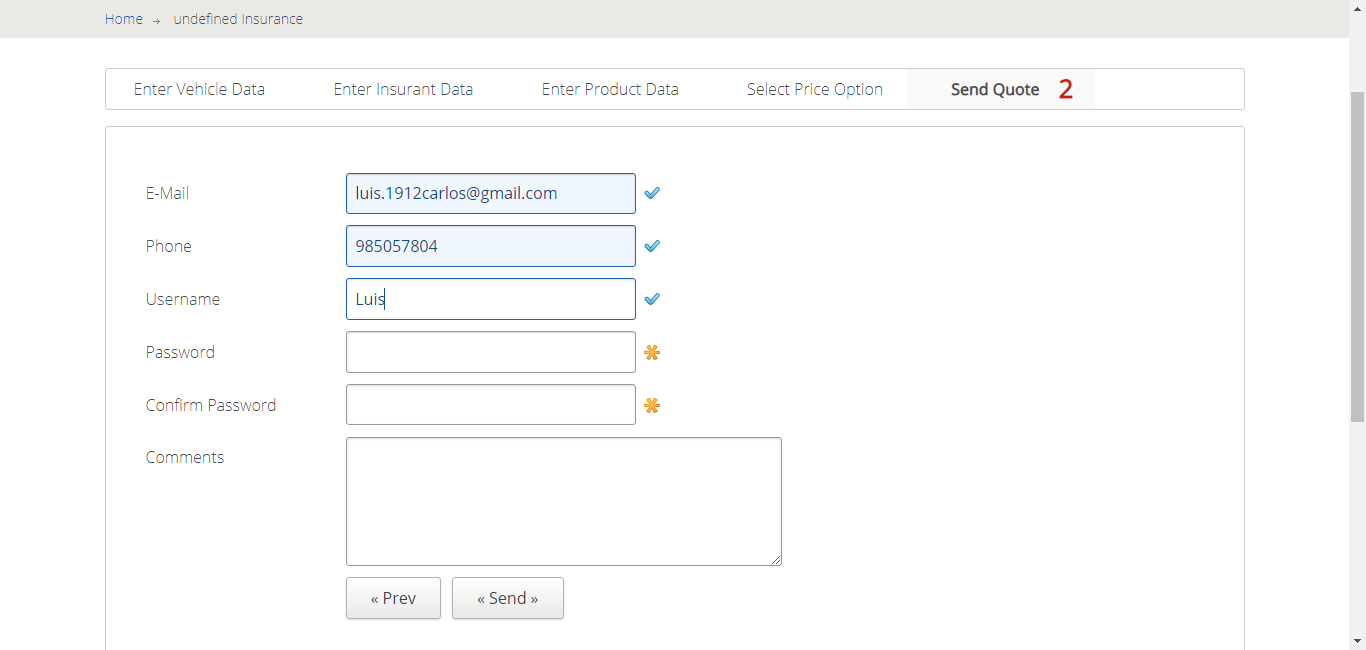 Home → undefined Insurance
Enter Vehicle Data Enter Insurant Data Enter Product Data Select Price Option Send Quote 2
E-Mail luis.1912carlos@gmail.com
Phone 985057804
Username Luis
Password
Confirm Password
Comments
« Prev « Send »